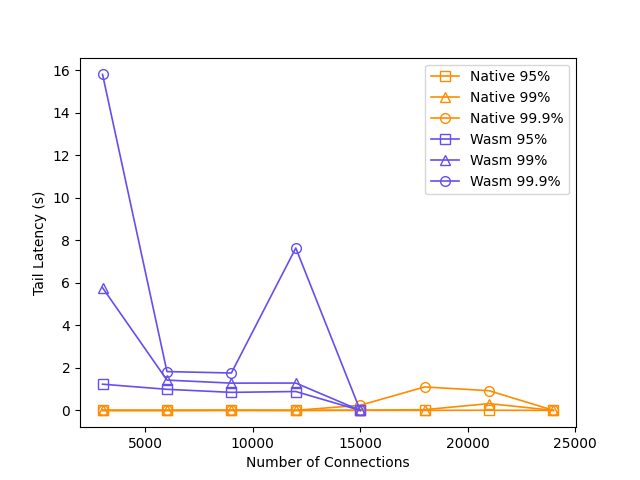 16
14
12
10
8
6
4
2
0
Tail Latency (s)
Native 95%
Native 99%
Native 99.9%
Wasm 95%
Wasm 99%
Wasm 99.9%
5000 10000 15000 20000 25000
Number of Connections